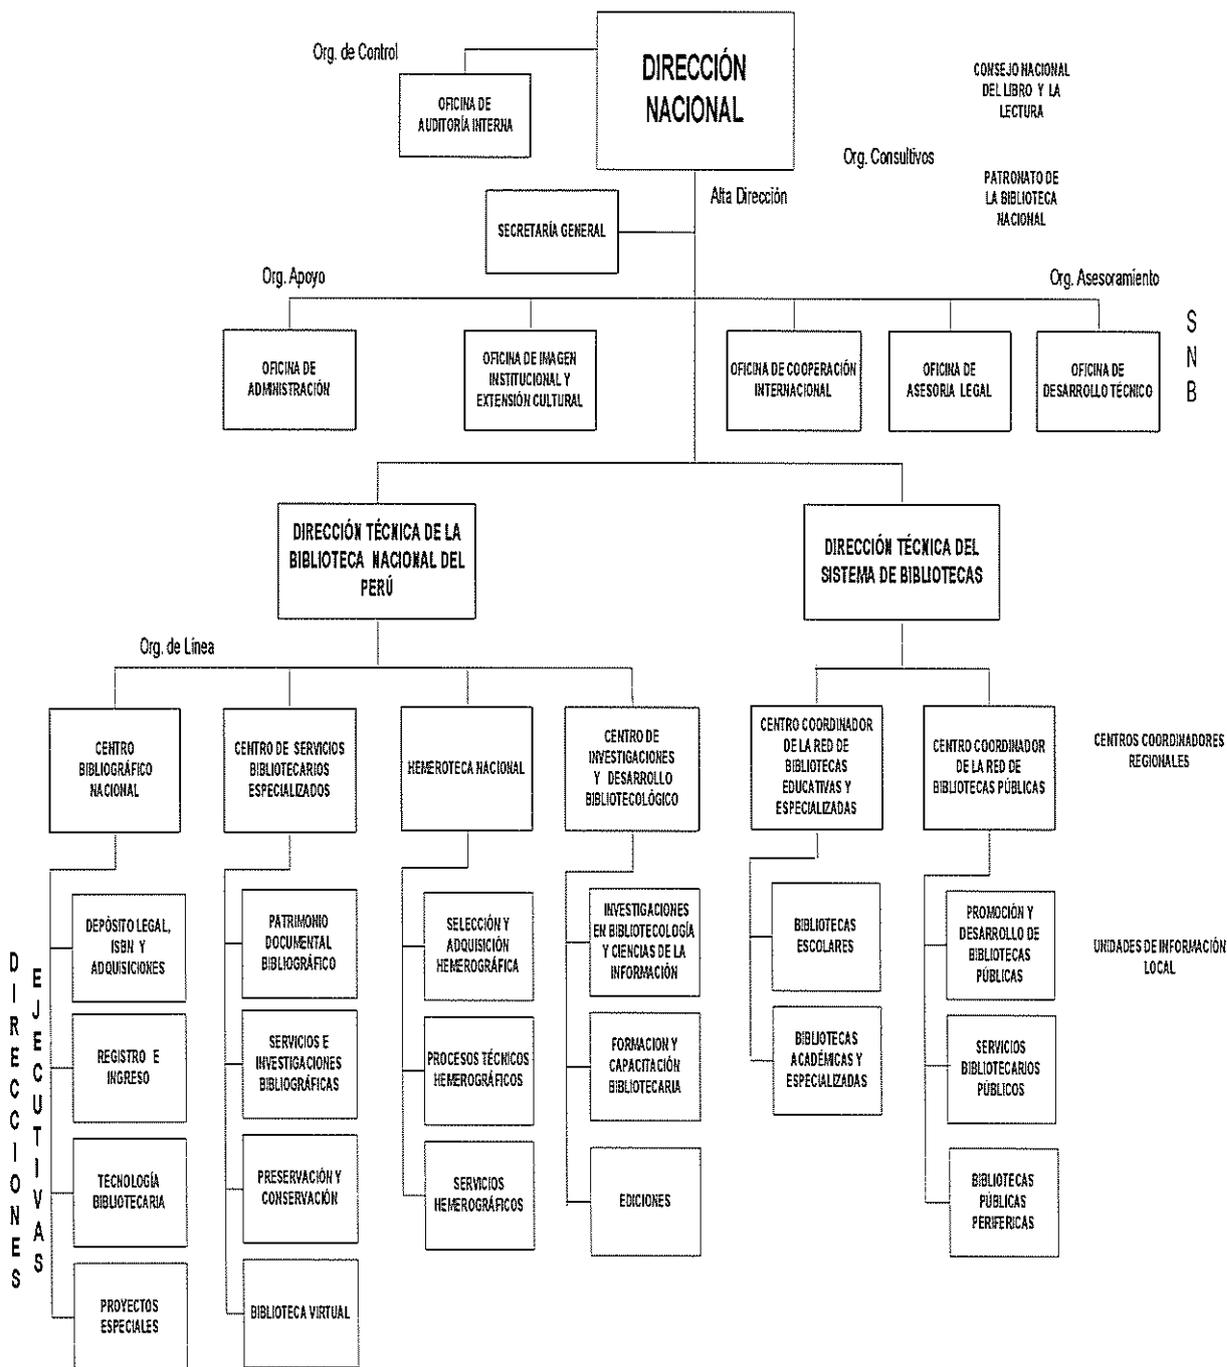 Org. de Control
OFICINA DE
AUDITORÍA INTERNA
DIRECCIÓN
NACIONAL
CONSEJO NACIONAL
DEL LIBRO Y LA
LECTURA
Org. Consultivos
PATRONATO DE
LA BIBLIOTECA
NACIONAL
Alta Dirección
SECRETARÍA GENERAL
Org. Apoyo
Org. Asesoramiento
OFICINA DE
ADMINISTRACIÓN
OFICINA DE IMAGEN
INSTITUCIONAL Y
EXTENSIÓN CULTURAL
OFICINA DE COOPERACIÓN
INTERNACIONAL
OFICINA DE
ASESORIA LEGAL
OFICINA DE
DESARROLLO TÉCNICO
SNB
DIRECCIÓN TÉCNICA DE LA
BIBLIOTECA NACIONAL DEL
PERÚ
DIRECCIÓN TÉCNICA DEL
SISTEMA DE BIBLIOTECAS
Org. de Línea
CENTRO
BIBLIOGRÁFICO
NACIONAL
CENTRO DE SERVICIOS
BIBLIOTECARIOS
ESPECIALIZADOS
HEMEROTECA NACIONAL
CENTRO DE
INVESTIGACIONES
Y DESARROLLO
BIBLIOTECOLÓGICO
CENTRO COORDINADOR
DE LA RED DE
BIBLIOTECAS
EDUCATIVAS Y
ESPECIALIZADAS
CENTRO COORDINADOR
DE LA RED DE
BIBLIOTECAS PÚBLICAS
CENTROS COORDINADORES
REGIONALES
DIRECCIONES
EJECUTIVAS
DEPÓSITO LEGAL,
ISBN Y
ADQUISICIONES
REGISTRO E
INGRESO
TECNOLOGÍA
BIBLIOTECARIA
PROYECTOS
ESPECIALES
PATRIMONIO
DOCUMENTAL
BIBLIOGRÁFICO
SERVICIOS E
INVESTIGACIONES
BIBLIOGRÁFICAS
PRESERVACIÓN Y
CONSERVACIÓN
BIBLIOTECA VIRTUAL
SELECCIÓN Y
ADQUISICIÓN
HEMEROGRÁFICA
PROCESOS TÉCNICOS
HEMEROGRÁFICOS
SERVICIOS
HEMEROGRÁFICOS
INVESTIGACIONES
EN BIBLIOTECOLOGÍA
Y CIENCIAS DE LA
INFORMACIÓN
FORMACION Y
CAPACITACIÓN
BIBLIOTECARIA
EDICIONES
BIBLIOTECAS
ESCOLARES
BIBLIOTECAS
ACADÉMICAS Y
ESPECIALIZADAS
PROMOCIÓN Y
DESARROLLO DE
BIBLIOTECAS
PÚBLICAS
SERVICIOS
BIBLIOTECARIOS
PÚBLICOS
BIBLIOTECAS
PÚBLICAS
PERIFERICAS
UNIDADES DE INFORMACIÓN
LOCAL